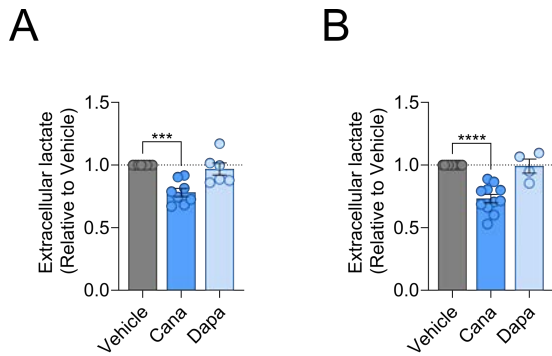 A
Extracellular lactate
(Relative to Vehicle)
1.5
1.0
0.5
0.0
***
Vehicle
Cana
Dapa
B
Extracellular lactate
(Relative to Vehicle)
1.5
1.0
0.5
0.0
****
Vehicle
Cana
Dapa